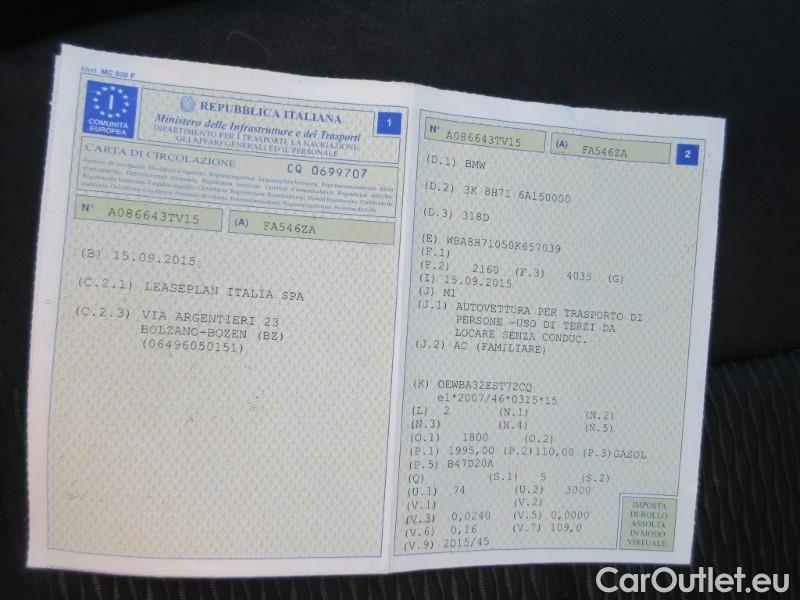 Mod. MC 820 F
I
COMUNITÀ
EUROPEA
REPUBBLICA ITALIANA
1
Ministero delle Infrastrutture e dei Trasporti
DIPARTIMENTO PER I TRASPORTI, LA NAVIGAZIONE,
GLI AFFARI GENERALI ED IL PERSONALE
CARTA DI CIRCOLAZIONE
CQ 0699707
N° A086643TV15
(A) FA546ZA
(B) 15.09.2015
(C.2.1) LEASEPLAN ITALIA SPA
(C.2.3) VIA ARGENTIERI 23
BOLZANO-BOZEN (BZ)
(06496050151)
N° A086643TV15
(A) FA546ZA
2
(D.1) BMW
(D.2) 3K 8H71 6A150000
(D.3) 318D
(E) WBA8H71050K657039
(F.1)
(F.2) 2160 (F.3) 4035 (G)
(I) 15.09.2015
(J) M1
(J.1) AUTOVETTURA PER TRASPORTO DI
PERSONE -USO DI TERZI DA
LOCARE SENZA CONDUC.
(J.2) AC (FAMILIARE)
(K) OEWBA32EST72CQ
e1*2007/46*0315*15
(L) 2 (N.1) (N.2)
(N.3) (N.4) (N.5)
(O.1) 1800 (O.2)
(P.1) 1995,00 (P.2)110,00 (P.3)GASOL
(P.5) B47D20A
(Q) (S.1) 5 (S.2)
(U.1) 74 (U.2) 3000
(V.1) (V.2)
(V.3) 0,0240 (V.5) 0,0000
(V.6) 0,16 (V.7) 109,0
(V.9) 2015/45
IMPOSTA
DI BOLLO
ASSOLTA
IN MODO
VIRTUALE
CarOutlet.eu